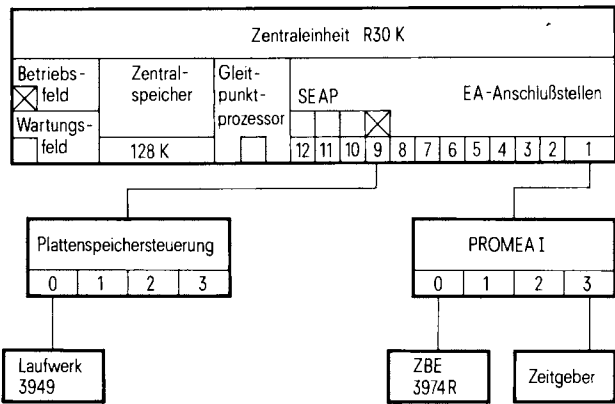 Zentraleinheit R30 K
Betriebs-
feld
Wartungs-
feld
Zentral-
speicher
128 K
Gleit-
punkt-
prozessor
SEAP
EA-Anschlußstellen
12 11 10 9 8 7 6 5 4 3 2 1
Plattenspeichersteuerung
0 1 2 3
PROMEA I
0 1 2 3
Laufwerk
3949
ZBE
3974 R
Zeitgeber